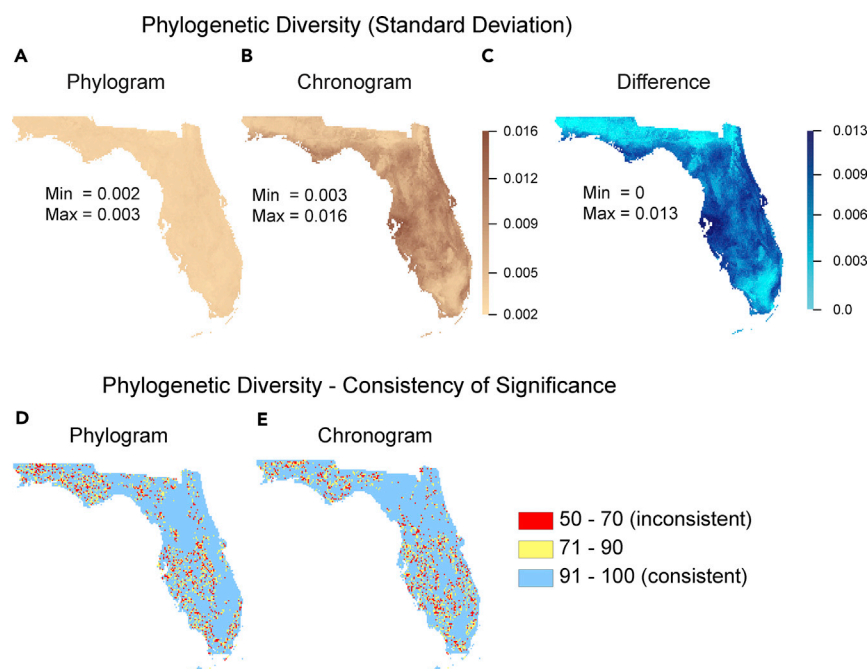 Phylogenetic Diversity (Standard Deviation)
A
Phylogram
B
Chronogram
C
Difference
Min = 0.002
Max = 0.003
Min = 0.003
Max = 0.016
0.016
0.012
0.009
0.005
0.002
Min = 0
Max = 0.013
0.013
0.009
0.006
0.003
0.0
Phylogenetic Diversity - Consistency of Significance
D
Phylogram
E
Chronogram
50 - 70 (inconsistent)
71 - 90
91 - 100 (consistent)